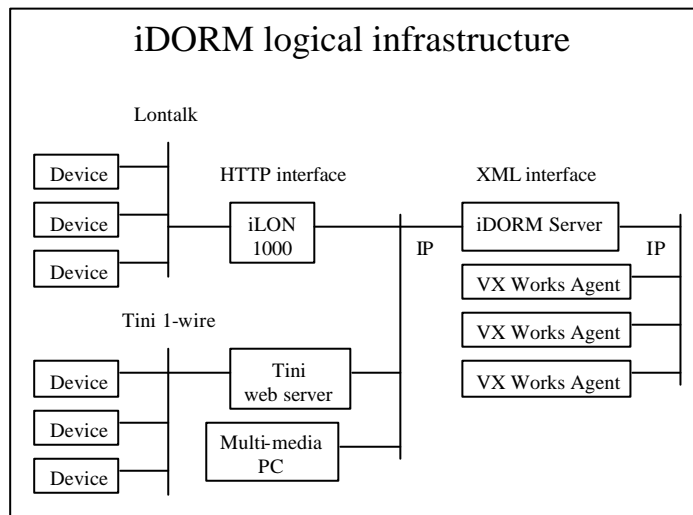 iDORM logical infrastructure
Lontalk
Device
Device
Device
HTTP interface
iLON
1000
XML interface
iDORM Server
IP
IP
VX Works Agent
VX Works Agent
VX Works Agent
Tini 1-wire
Device
Device
Device
Tini
web server
Multi-media
PC